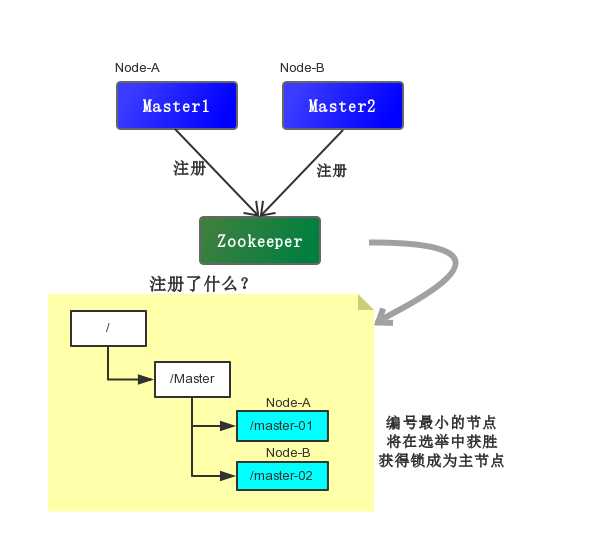 Node-A
Node-B
Master1
Master2
注册
注册
Zookeeper
注册了什么?
/
/Master
Node-A
/master-01
Node-B
/master-02
编号最小的节点
将在选举中获胜
获得锁成为主节点